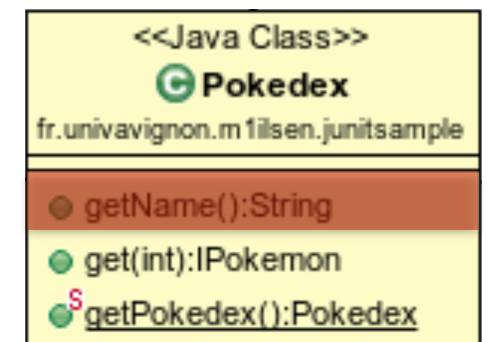 <<Java Class>>
C Pokedex
fr.univavignon.m1ilsen.junitsample
getName():String
get(int):IPokemon
S getPokedex():Pokedex